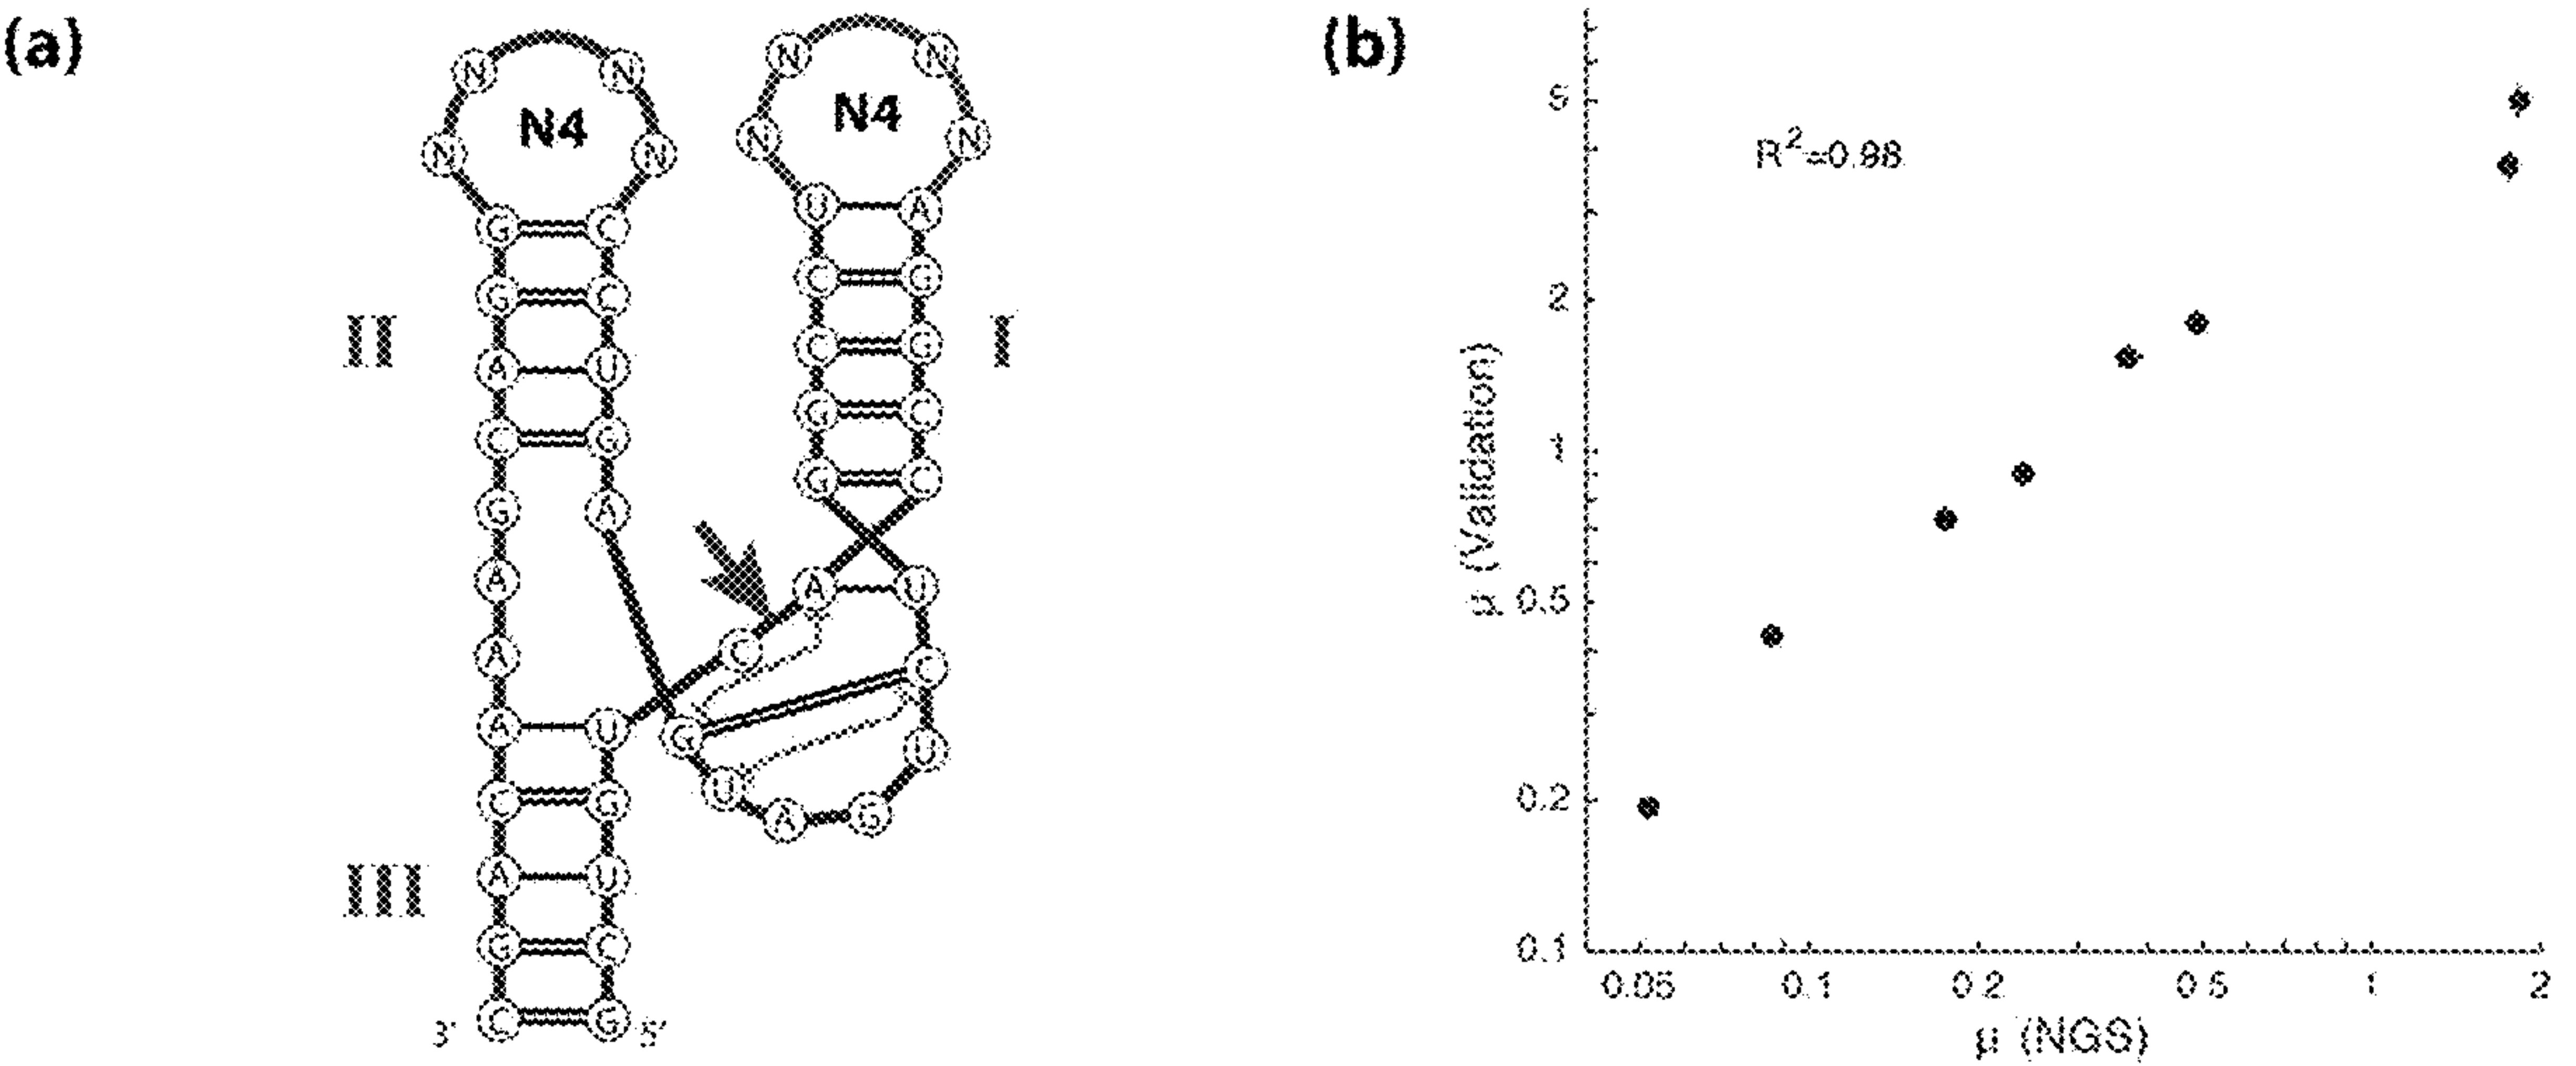 (a)
N N
N4
N N
G C
G C
A U
C G
G A
A
A
A U
C G
A U
G C
C G
3' 5'
II
III
N N
N4
N N
U A
C G
C G
G C
G C
A U
C C
G U
U A G
I
(b)
R²=0.98
5
2
1
0.5
0.2
0.1
μ (Validation)
0.05 0.1 0.2 0.5 1 2
μ (NGS)